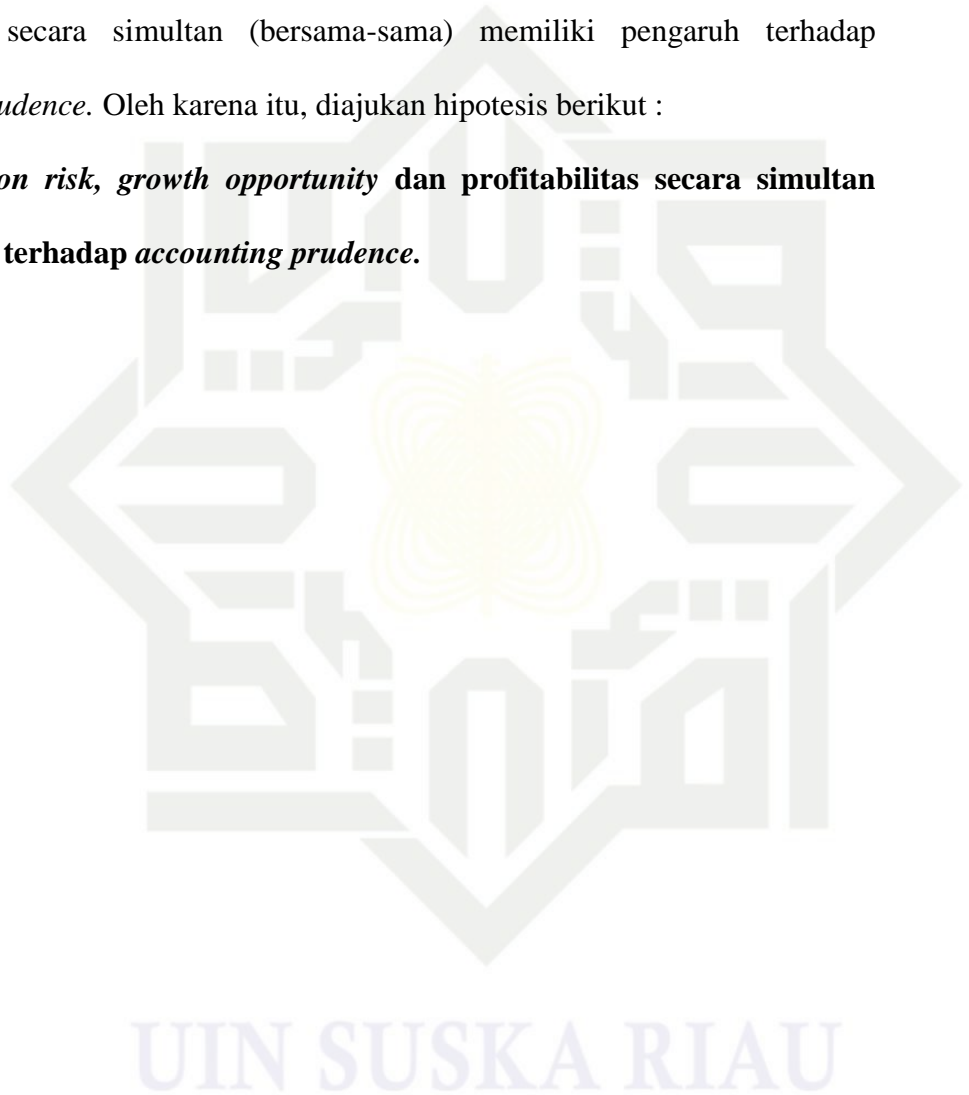 secara simultan (bersama-sama) memiliki pengaruh terhadap
udence. Oleh karena itu, diajukan hipotesis berikut :
on risk, growth opportunity dan profitabilitas secara simultan
terhadap accounting prudence.
UIN SUSKA RIAU